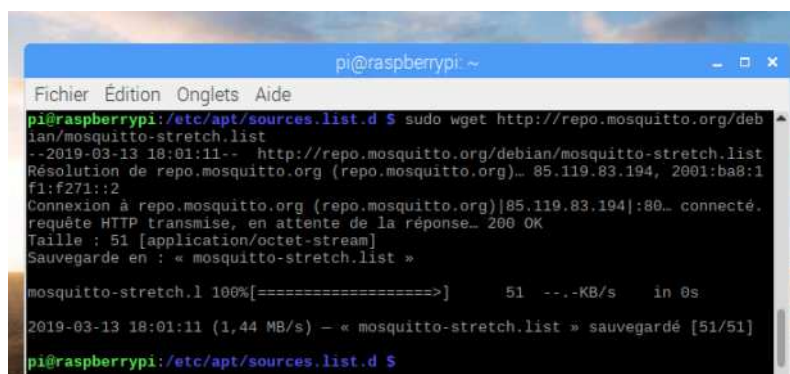 pi@raspberrypi: ~
Fichier Édition Onglets Aide
pi@raspberrypi:/etc/apt/sources.list.d $ sudo wget http://repo.mosquitto.org/deb
ian/mosquitto-stretch.list
--2019-03-13 18:01:11-- http://repo.mosquitto.org/debian/mosquitto-stretch.list
Résolution de repo.mosquitto.org (repo.mosquitto.org)… 85.119.83.194, 2001:ba8:1
f1:f271::2
Connexion à repo.mosquitto.org (repo.mosquitto.org)|85.119.83.194|:80… connecté.
requête HTTP transmise, en attente de la réponse… 200 OK
Taille : 51 [application/octet-stream]
Sauvegarde en : « mosquitto-stretch.list »
mosquitto-stretch.l 100%[===================>] 51 --.-KB/s in 0s
2019-03-13 18:01:11 (1,44 MB/s) — « mosquitto-stretch.list » sauvegardé [51/51]
pi@raspberrypi:/etc/apt/sources.list.d $